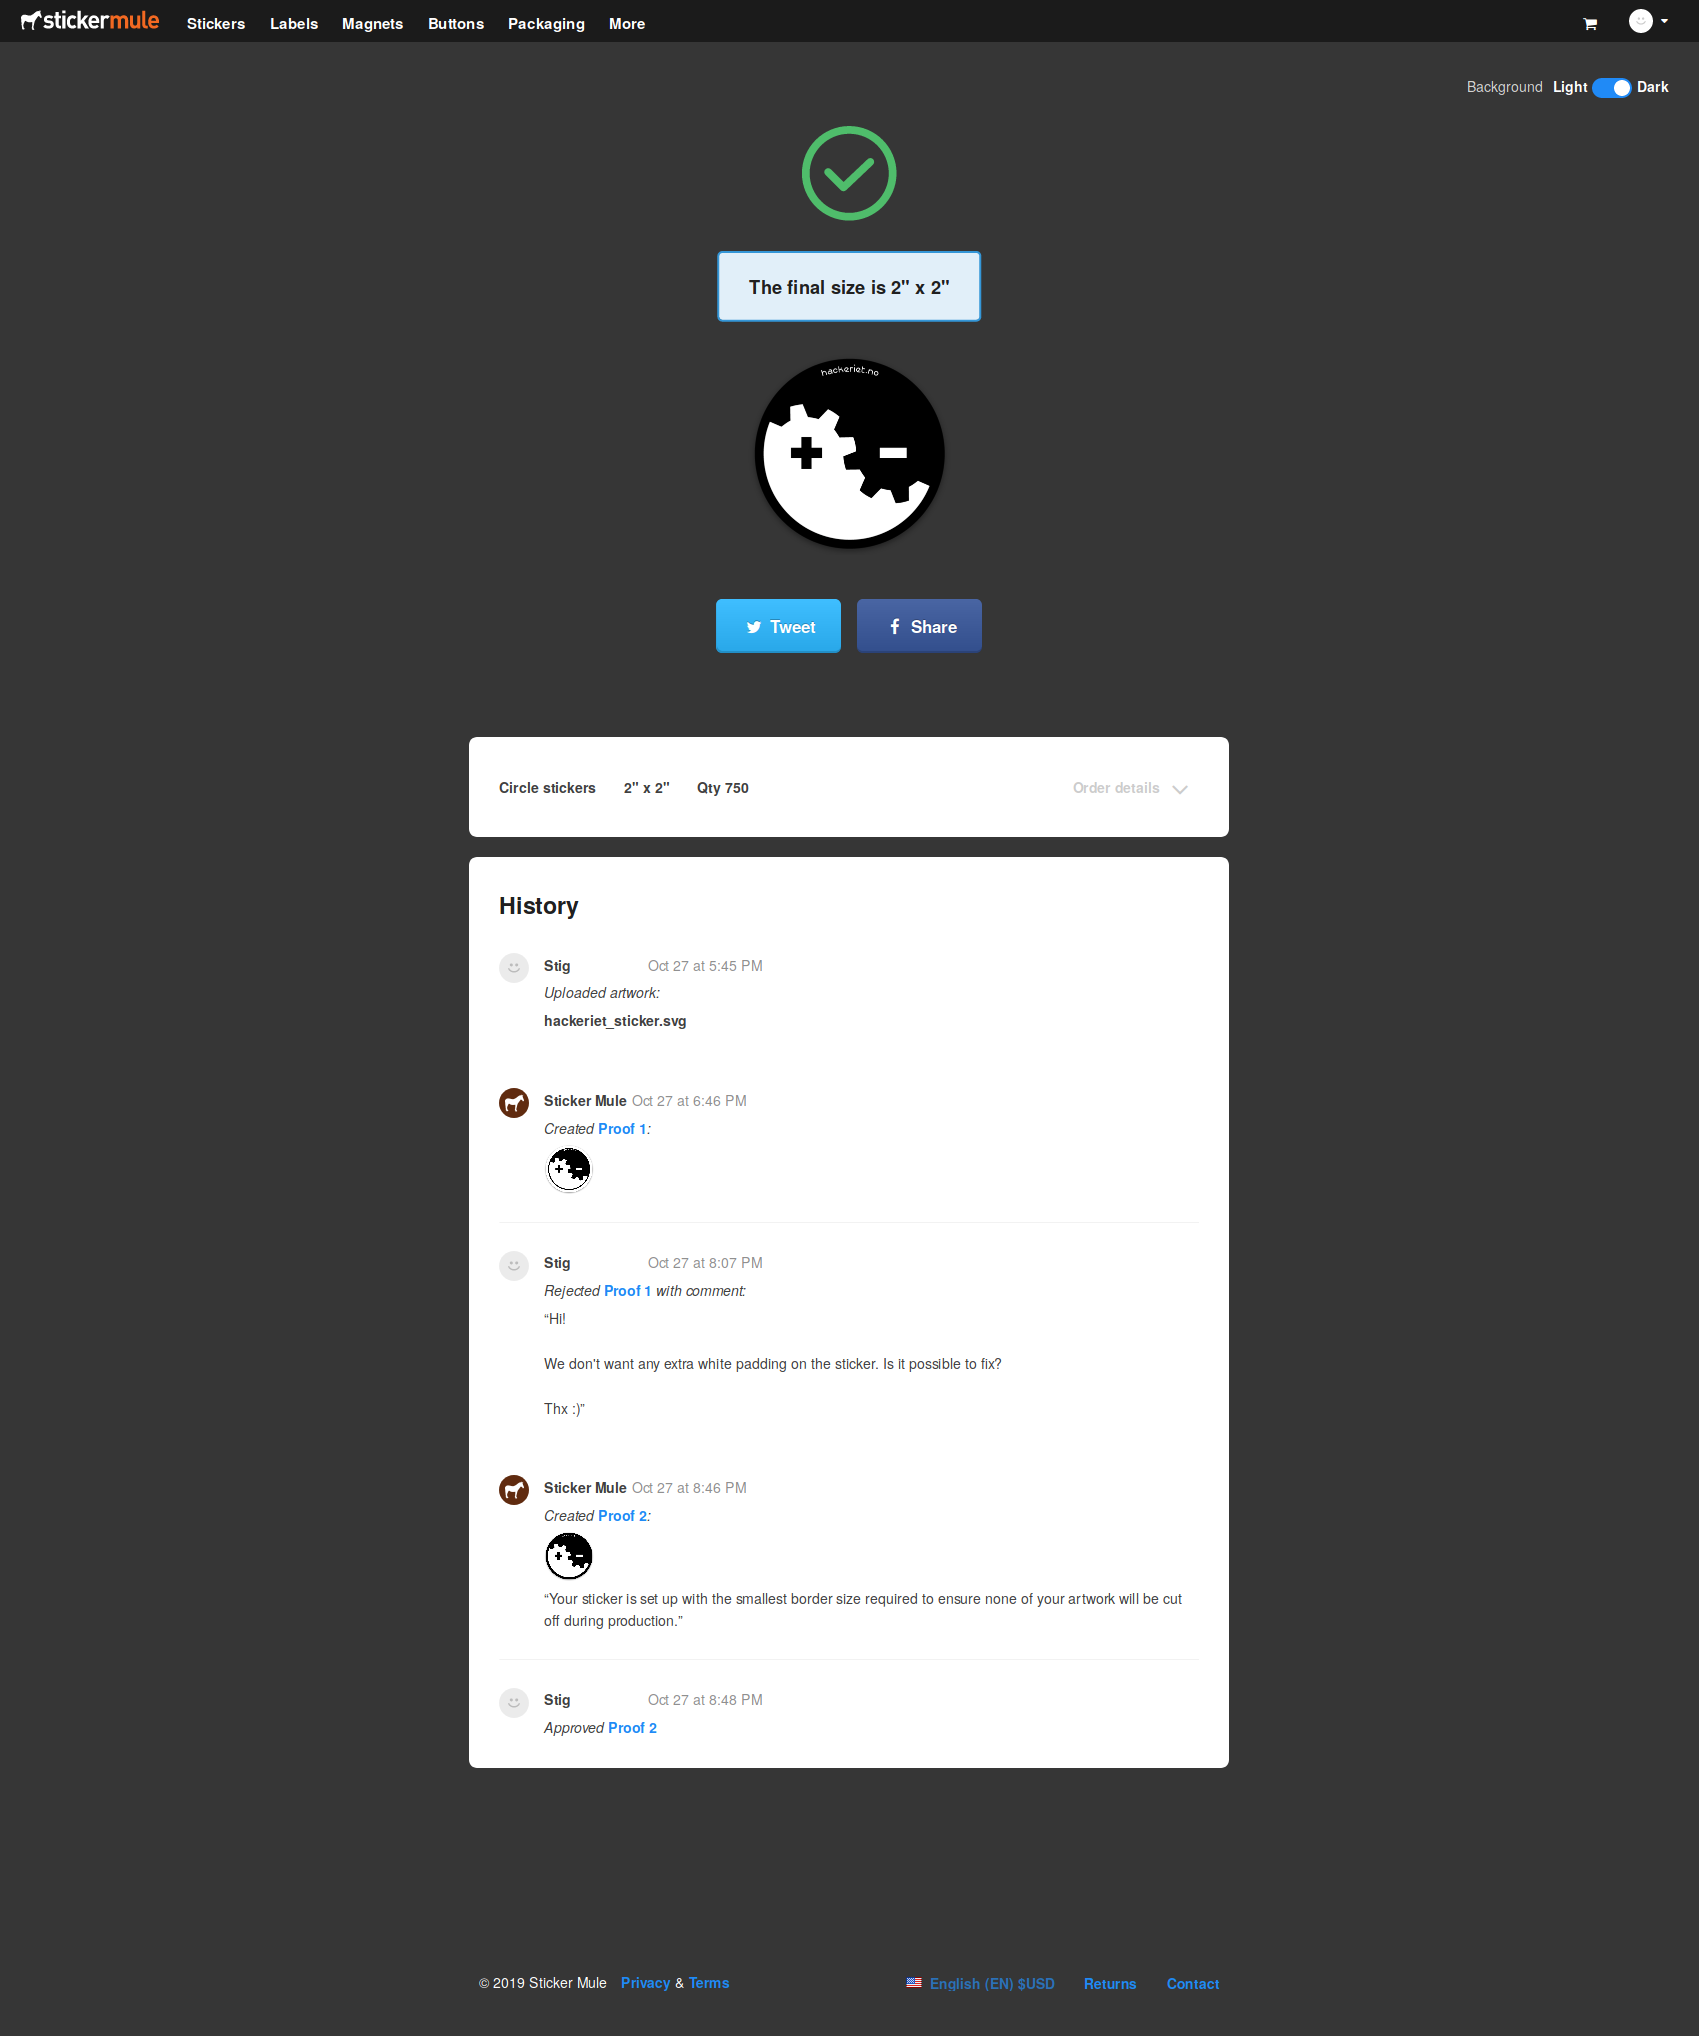 stickermule Stickers Labels Magnets Buttons Packaging More
Background Light Dark
The final size is 2" x 2"
hackeriet.no
+ -
Tweet Share
Circle stickers 2" x 2" Qty 750 Order details
History
Stig Oct 27 at 5:45 PM
Uploaded artwork:
hackeriet_sticker.svg
Sticker Mule Oct 27 at 6:46 PM
Created Proof 1:
Stig Oct 27 at 8:07 PM
Rejected Proof 1 with comment:
“Hi!
We don't want any extra white padding on the sticker. Is it possible to fix?
Thx :)”
Sticker Mule Oct 27 at 8:46 PM
Created Proof 2:
“Your sticker is set up with the smallest border size required to ensure none of your artwork will be cut
off during production.”
Stig Oct 27 at 8:48 PM
Approved Proof 2
© 2019 Sticker Mule Privacy & Terms English (EN) $USD Returns Contact